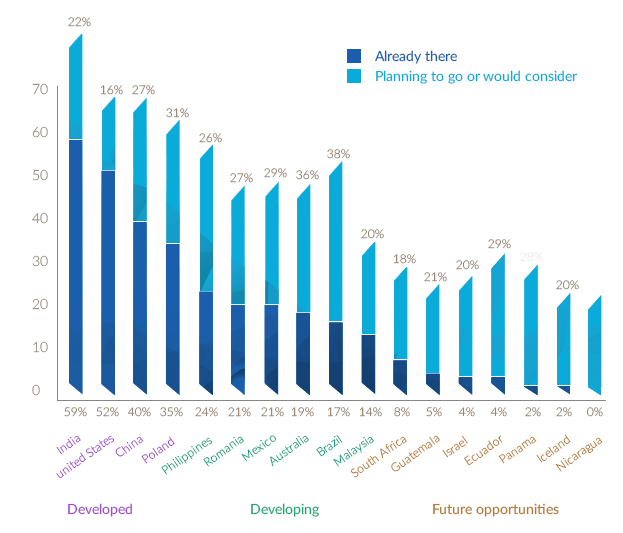 22%
Already there
Planning to go or would consider
70
16%
27%
31%
60
26%
38%
50
27%
29%
36%
40
20%
30
18%
21%
20%
29%
28%
20%
20
10
0
59%
52%
40%
35%
24%
21%
21%
19%
17%
14%
8%
5%
4%
4%
2%
2%
0%
India
united States
China
Poland
Philippines
Romania
Mexico
Australia
Brazil
Malaysia
South Africa
Guatemala
Israel
Ecuador
Panama
Iceland
Nicaragua
Developed
Developing
Future opportunities